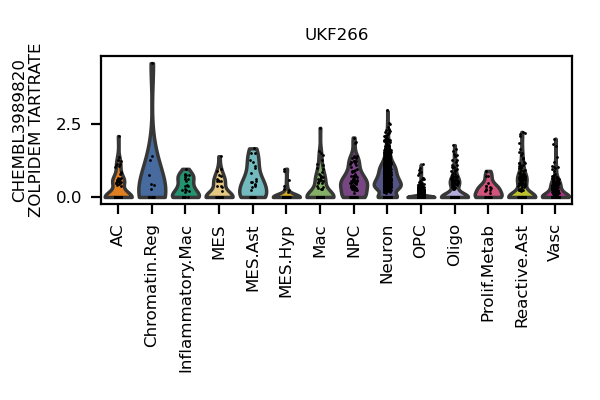 UKF266
CHEMBL3989820
ZOLPIDEM TARTRATE
2.5
0.0
AC
Chromatin.Reg
Inflammatory.Mac
MES
MES.Ast
MES.Hyp
Mac
NPC
Neuron
OPC
Oligo
Prolif.Metab
Reactive.Ast
Vasc